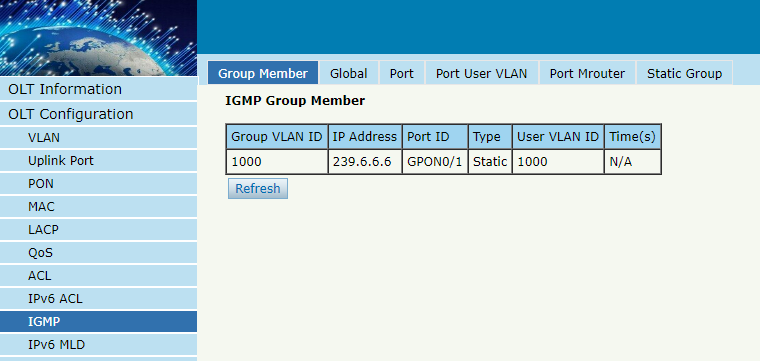 OLT Information
OLT Configuration
VLAN
Uplink Port
PON
MAC
LACP
QoS
ACL
IPv6 ACL
IGMP
IPv6 MLD
Group Member Global Port Port User VLAN Port Mrouter Static Group
IGMP Group Member
Group VLAN ID IP Address Port ID Type User VLAN ID Time(s)
1000 239.6.6.6 GPON0/1 Static 1000 N/A
Refresh